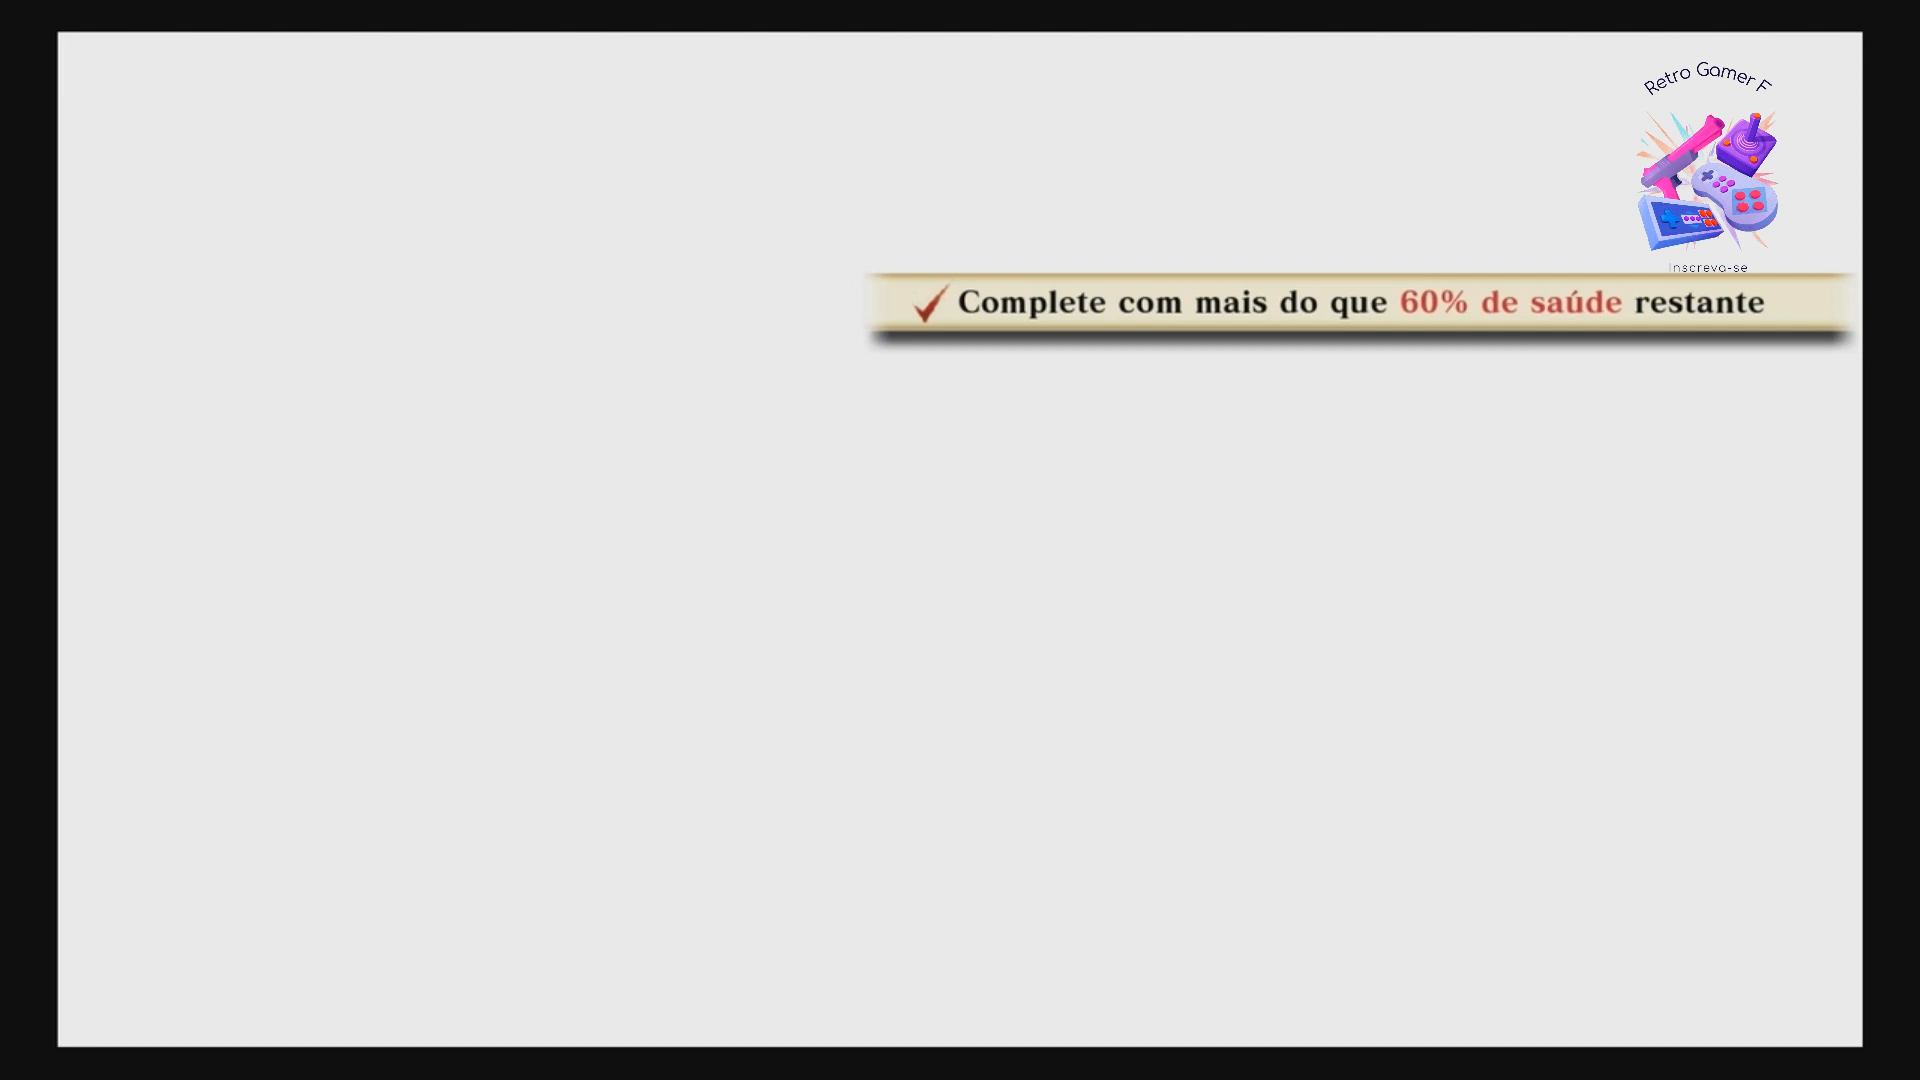 Retro Gamer F
Inscreva-se
Complete com mais do que 60% de saúde restante